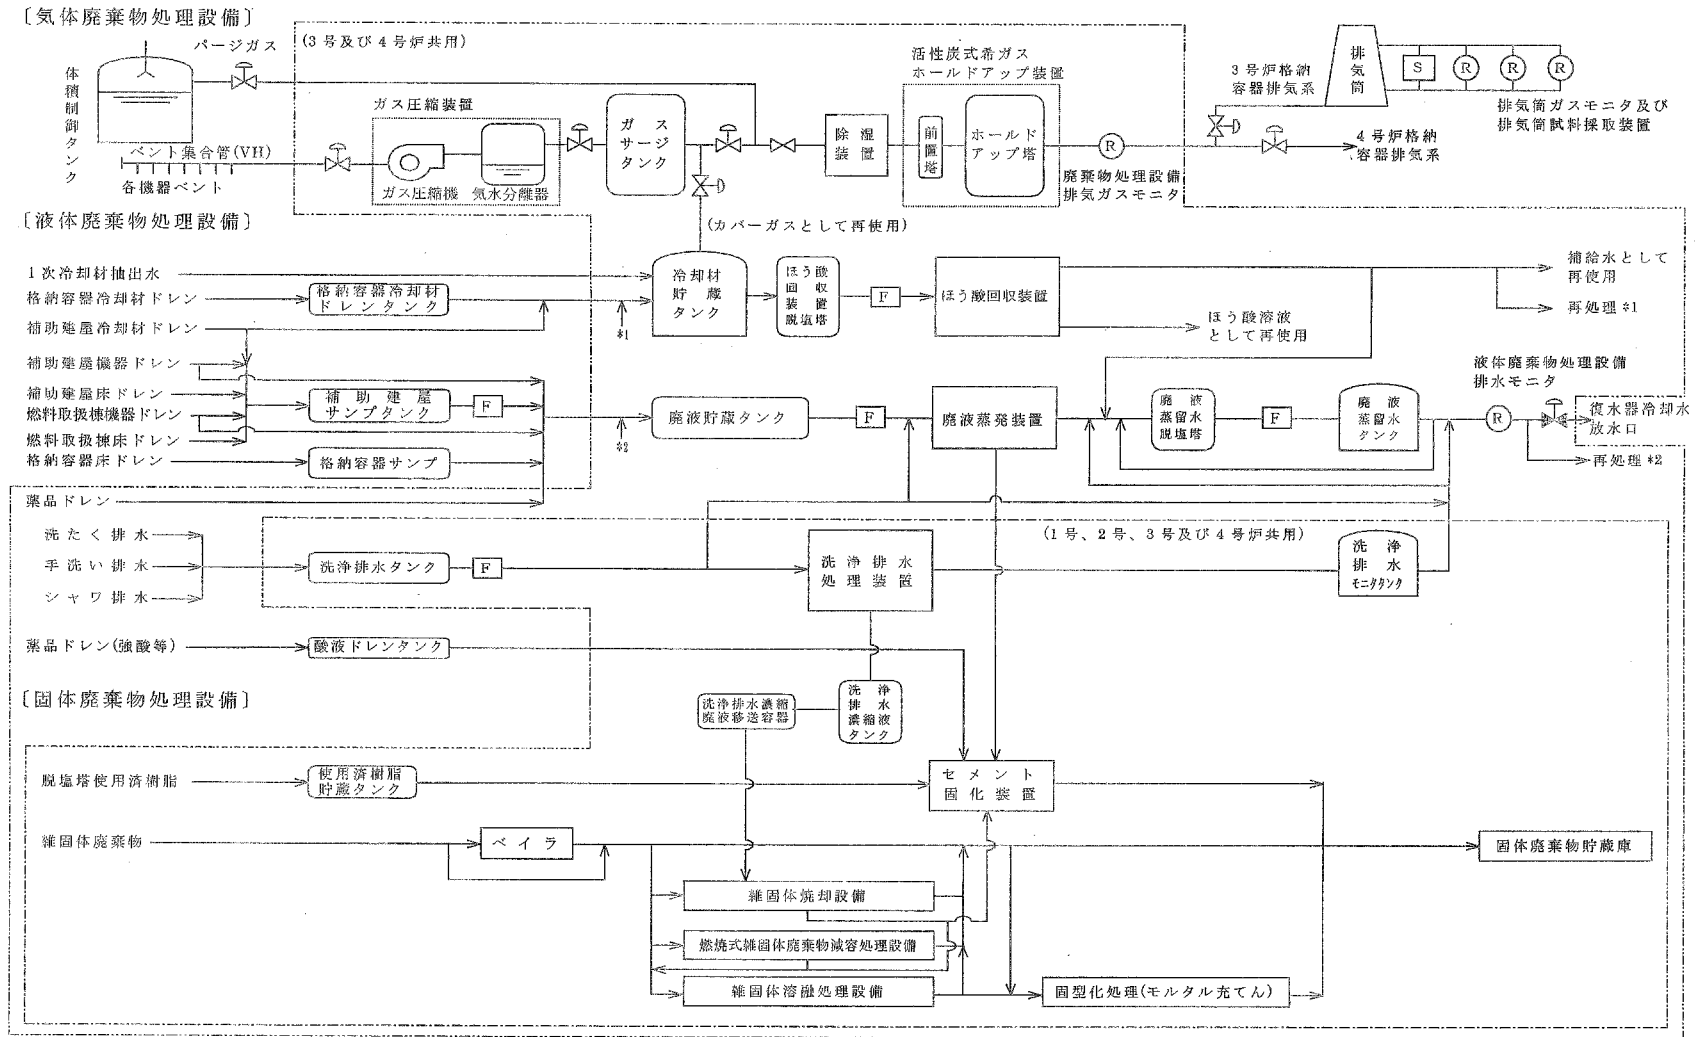 〔気体廃棄物処理設備〕
パージガス
(3号及び4号炉共用)
体積制御タンク
ベント集合管(VH)
各機器ベント
ガス圧縮装置
ガス圧縮機
気水分離器
ガス
サージ
タンク
除湿
装置
活性炭式希ガス
ホールドアップ装置
前置塔
ホールド
アップ塔
R
廃棄物処理設備
排気ガスモニタ
3号炉格納
容器排気系
排気筒
S
R
R
R
排気筒ガスモニタ及び
排気筒試料採取装置
4号炉格納
容器排気系
〔液体廃棄物処理設備〕
(カバーガスとして再使用)
1次冷却材抽出水
格納容器冷却材ドレン
格納容器冷却材
ドレンタンク
補助建屋冷却材ドレン
*1
冷却材
貯蔵
タンク
ほう酸
回収
装置
脱塩塔
F
ほう酸回収装置
補給水として
再使用
再処理*1
ほう酸溶液
として再使用
補助建屋機器ドレン
補助建屋床ドレン
燃料取扱棟機器ドレン
燃料取扱棟床ドレン
格納容器床ドレン
補助建屋
サンプタンク
F
格納容器サンプ
*2
廃液貯蔵タンク
F
廃液蒸発装置
廃液
蒸留水
脱塩塔
F
廃液
蒸留水
タンク
液体廃棄物処理設備
排水モニタ
R
復水器冷却水
放水口
再処理*2
薬品ドレン
洗たく排水
手洗い排水
シャワ排水
洗浄排水タンク
F
洗浄排水
処理装置
(1号、2号、3号及び4号炉共用)
洗浄
排水
モニタタンク
薬品ドレン(強酸等)
酸液ドレンタンク
〔固体廃棄物処理設備〕
洗浄排水濃縮
廃液移送容器
洗浄
排水
濃縮液
タンク
脱塩塔使用済樹脂
使用済樹脂
貯蔵タンク
セメント
固化装置
雑固体廃棄物
ベイラ
固体廃棄物貯蔵庫
雑固体焼却設備
燃焼式雑固体廃棄物減容処理設備
雑固体溶融処理設備
固型化処理(モルタル充てん)